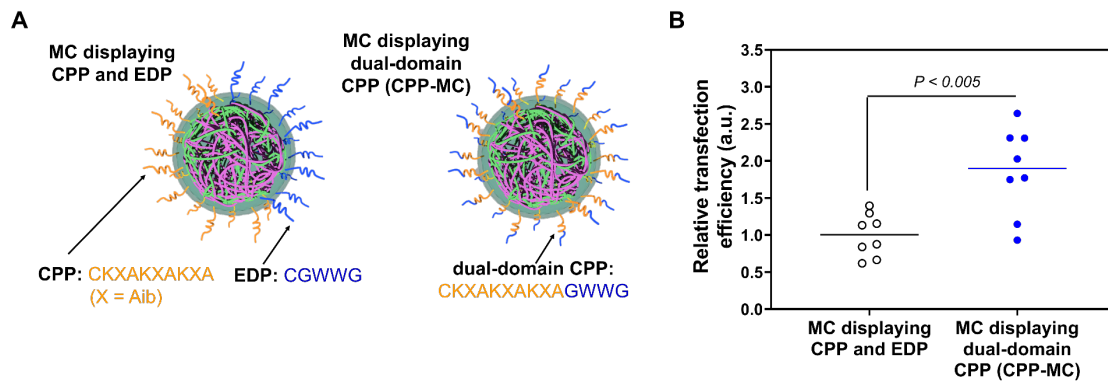 A
MC displaying
CPP and EDP
MC displaying
dual-domain
CPP (CPP-MC)
CPP: CKXAKXAKXA
(X = Aib)
EDP: CGWWG
dual-domain CPP:
CKXAKXAKXAGWWG
B
Relative transfection
efficiency (a.u.)
3.5
3.0
2.5
2.0
1.5
1.0
0.5
0.0
P < 0.005
MC displaying
CPP and EDP
MC displaying
dual-domain
CPP (CPP-MC)